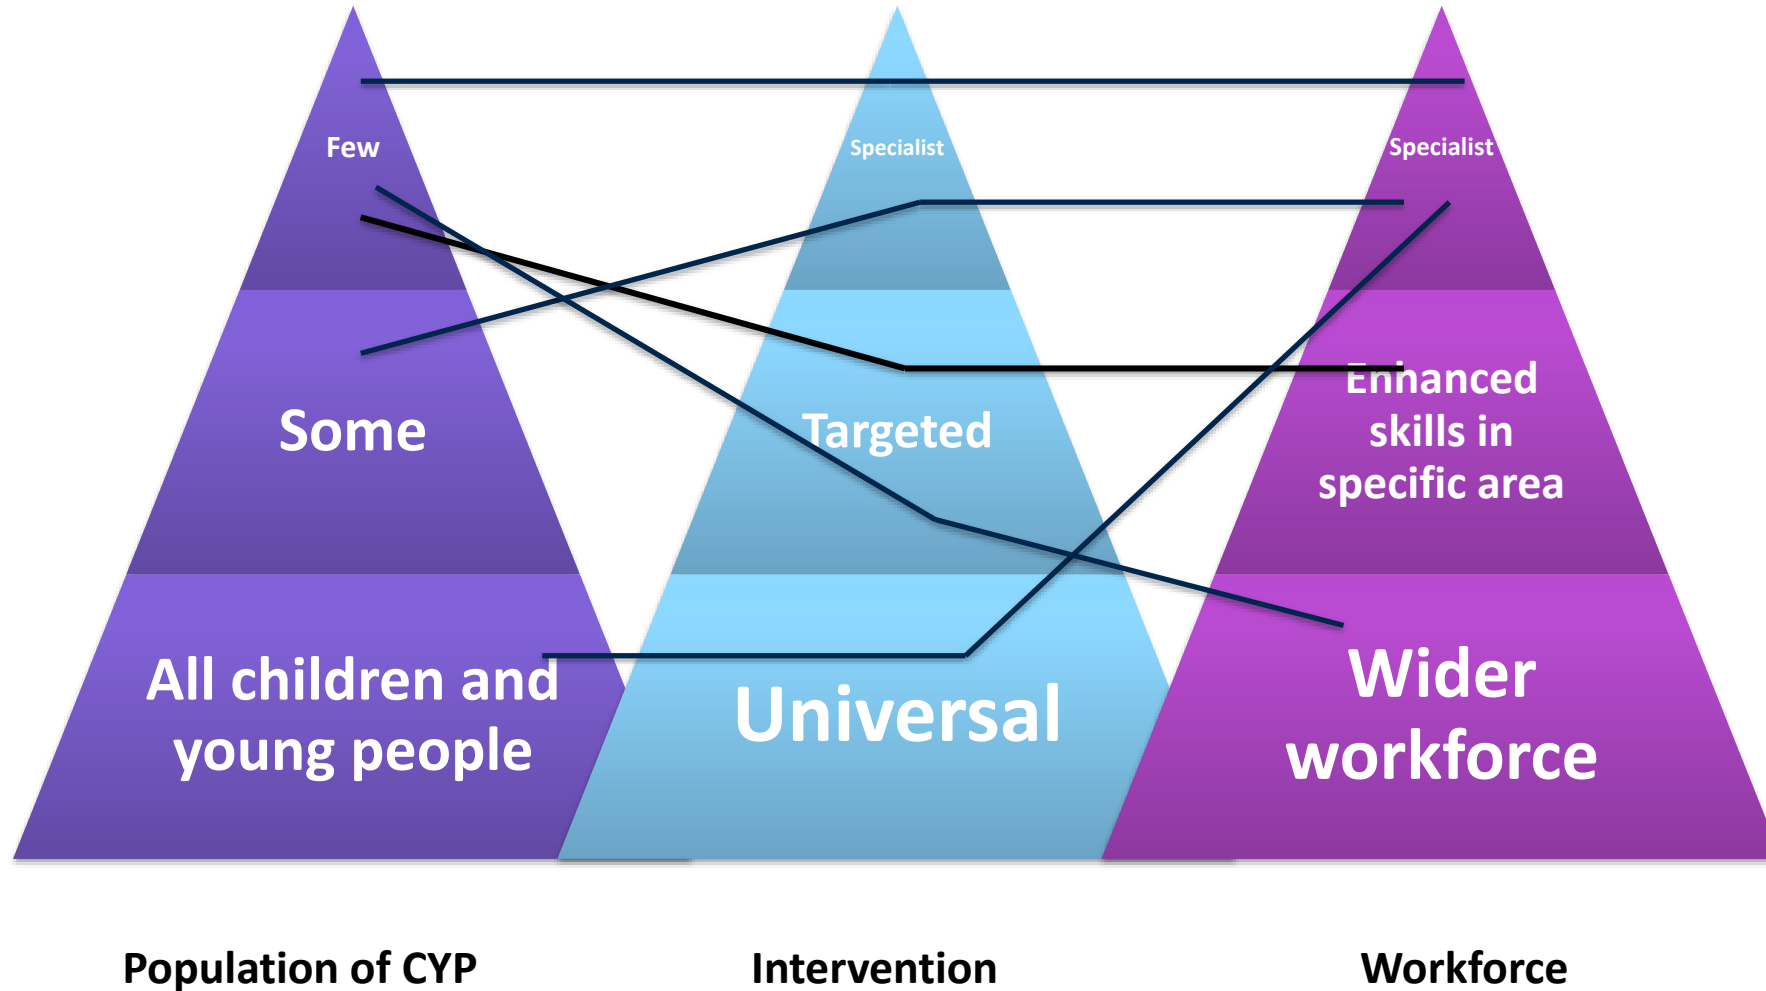 Few
Some
All children and
young people
Specialist
Targeted
Universal
Specialist
Enhanced
skills in
specific area
Wider
workforce
Population of CYP
Intervention
Workforce